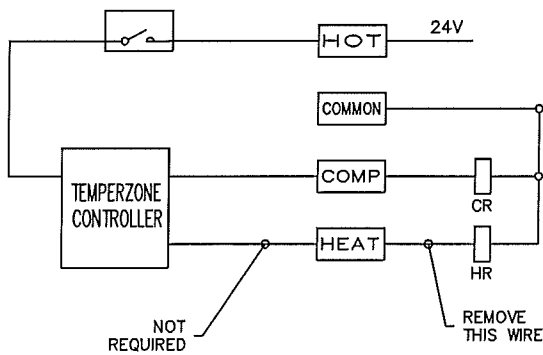 HOT
24V
COMMON
TEMPERZONE
CONTROLLER
COMP
CR
HEAT
HR
NOT
REQUIRED
REMOVE
THIS WIRE